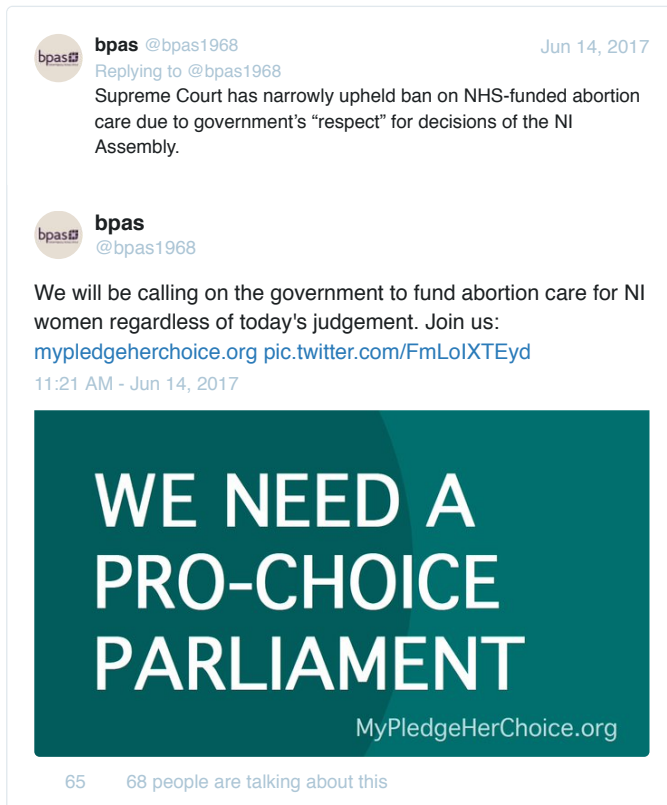 bpas
bpas @bpas1968
Jun 14, 2017
Replying to @bpas1968
Supreme Court has narrowly upheld ban on NHS-funded abortion
care due to government’s “respect” for decisions of the NI
Assembly.
bpas
bpas
@bpas1968
We will be calling on the government to fund abortion care for NI
women regardless of today's judgement. Join us:
mypledgeherchoice.org pic.twitter.com/FmLoIXTEyd
11:21 AM - Jun 14, 2017
WE NEED A
PRO-CHOICE
PARLIAMENT
MyPledgeHerChoice.org
65 68 people are talking about this